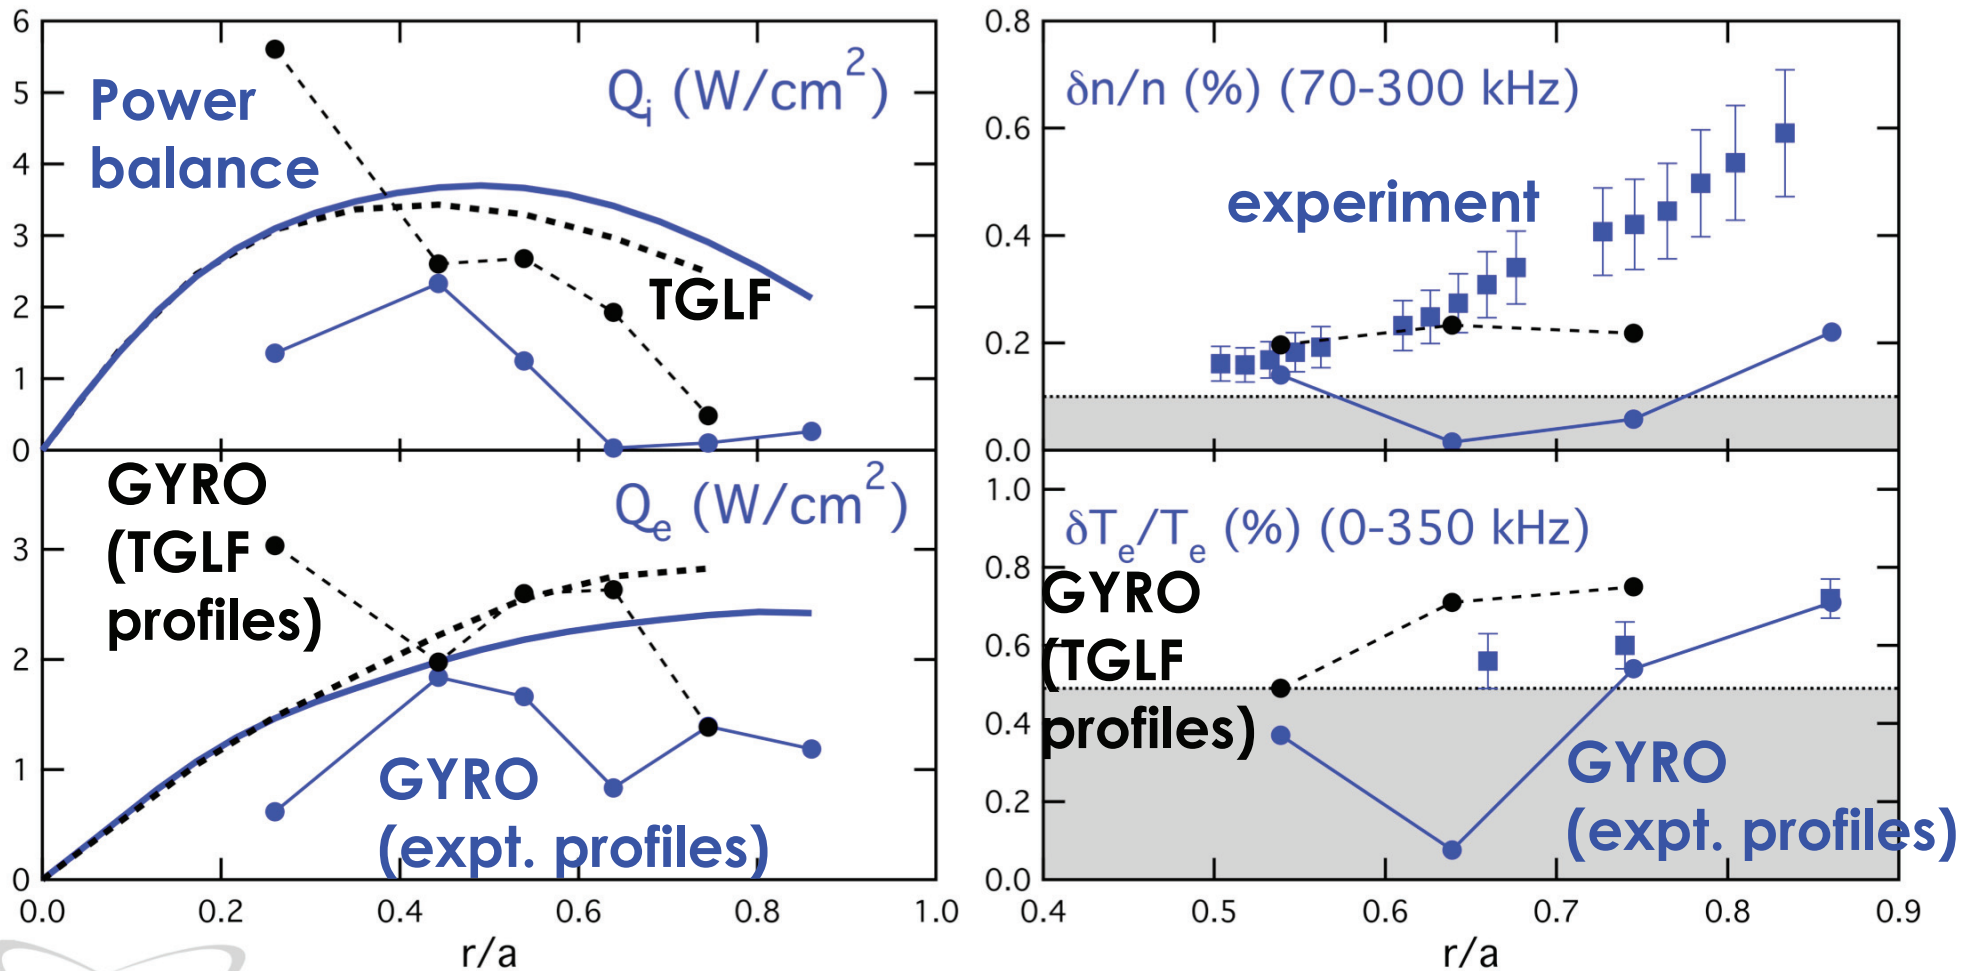 6
5
4
3
2
1
0
Power
balance
Qi (W/cm2)
TGLF
3
2
1
0
GYRO
(TGLF
profiles)
Qe (W/cm2)
GYRO
(expt. profiles)
0.0 0.2 0.4 0.6 0.8 1.0
r/a
0.8
0.6
0.4
0.2
0.0
δn/n (%) (70-300 kHz)
experiment
1.0
0.8
0.6
0.4
0.2
0.0
δTe/Te (%) (0-350 kHz)
GYRO
(TGLF
profiles)
GYRO
(expt. profiles)
0.4 0.5 0.6 0.7 0.8 0.9
r/a